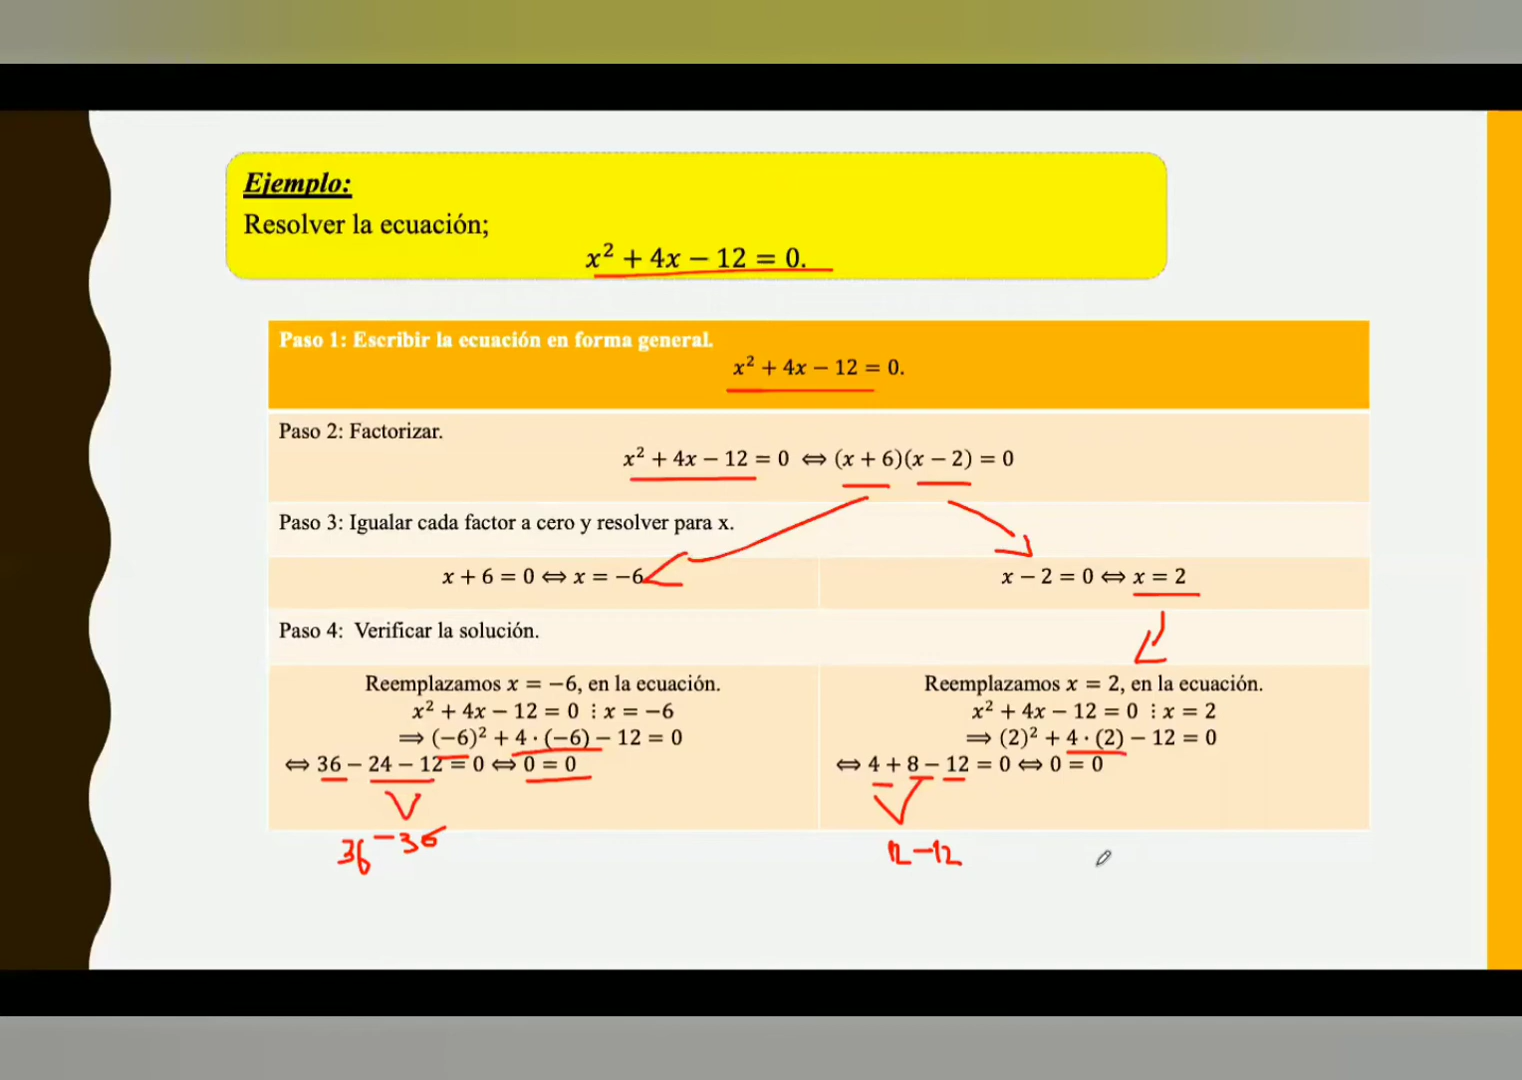 Ejemplo:
Resolver la ecuación;
x² + 4x − 12 = 0.
Paso 1: Escribir la ecuación en forma general.
x² + 4x − 12 = 0.
Paso 2: Factorizar.
x² + 4x − 12 = 0 ⇔ (x + 6)(x − 2) = 0
Paso 3: Igualar cada factor a cero y resolver para x.
x + 6 = 0 ⇔ x = −6
x − 2 = 0 ⇔ x = 2
Paso 4: Verificar la solución.
Reemplazamos x = −6, en la ecuación.
x² + 4x − 12 = 0 ⋮ x = −6
⟹ (−6)² + 4 · (−6) − 12 = 0
⇔ 36 − 24 − 12 = 0 ⇔ 0 = 0
36 − 36
Reemplazamos x = 2, en la ecuación.
x² + 4x − 12 = 0 ⋮ x = 2
⟹ (2)² + 4 · (2) − 12 = 0
⇔ 4 + 8 − 12 = 0 ⇔ 0 = 0
12 − 12